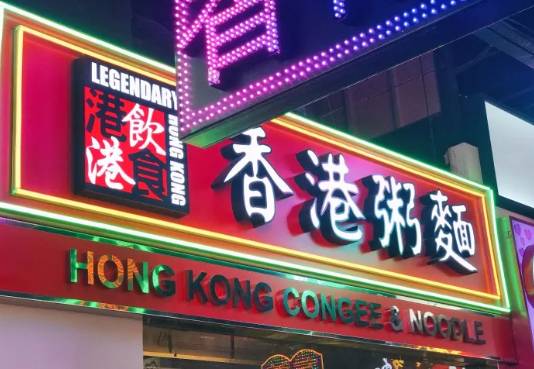 LEGENDARY
HONG KONG
港飲
港食
香港粥麵
HONG KONG CONGEE & NOODLE